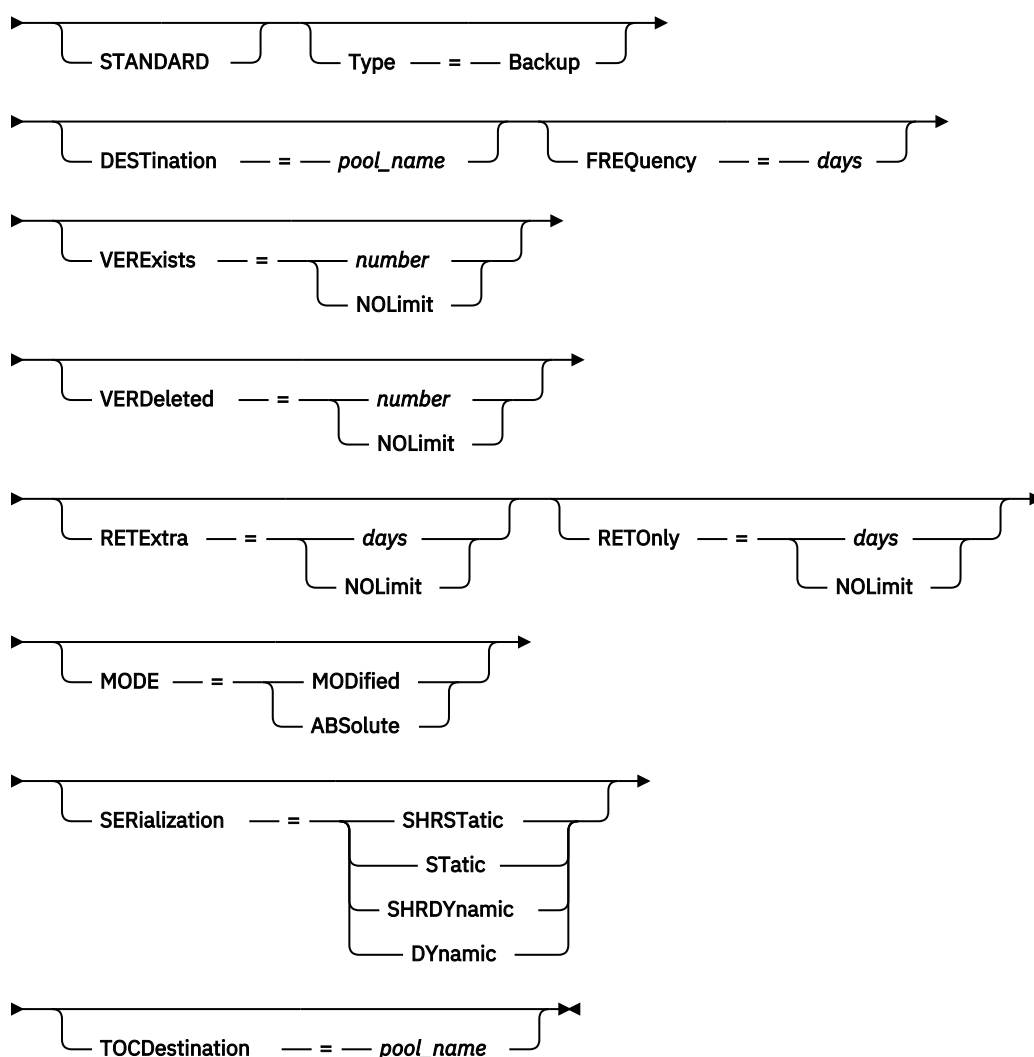 STANDARD Type = Backup
DESTination = pool_name FREQuency = days
VERExists = number
NOLimit
VERDeleted = number
NOLimit
RETExtra = days RETOnly = days
NOLimit NOLimit
MODE = MODified
ABSolute
SERialization = SHRSTatic
STatic
SHRDYnamic
DYnamic
TOCDestination = pool_name